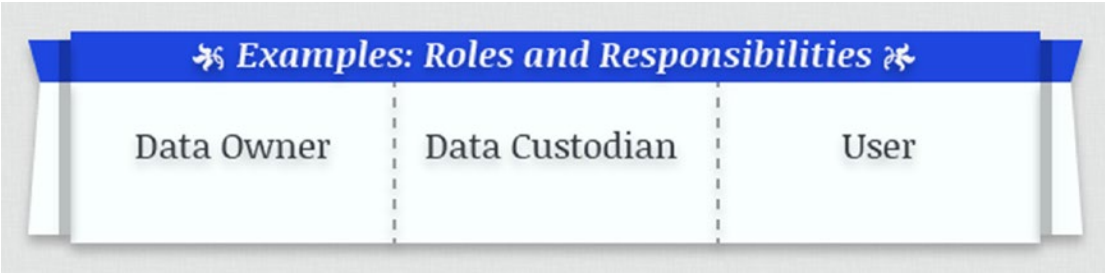 Examples: Roles and Responsibilities
Data Owner
Data Custodian
User